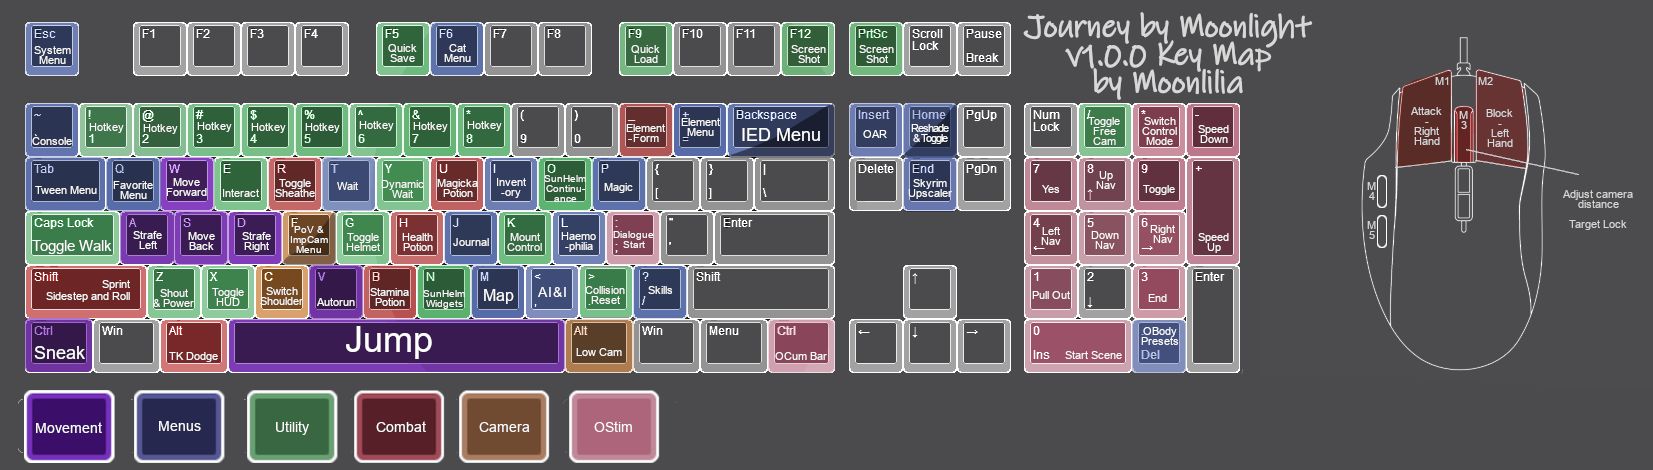 Journey by Moonlight
v1.0.0 Key Map
by Moonlilia
Esc
System
Menu
F1
F2
F3
F4
F5
Quick
Save
F6
Cat
Menu
F7
F8
F9
Quick
Load
F10
F11
F12
Screen
Shot
PrtSc
Screen
Shot
Scroll
Lock
Pause
Break
~
`
Console
!
Hotkey
1
@
Hotkey
2
#
Hotkey
3
$
Hotkey
4
%
Hotkey
5
^
Hotkey
6
&
Hotkey
7
*
Hotkey
8
(
9
)
0
_
Element
-Form
+
Element
Menu
=
Backspace
IED Menu
Insert
OAR
Home
Reshade
&Toggle
PgUp
Num
Lock
/
Toggle
Free
Cam
*
Switch
Control
Mode
-
Speed
Down
Tab
Tween Menu
Q
Favorite
Menu
W
Move
Forward
E
Interact
R
Toggle
Sheathe
T
Wait
Y
Dynamic
Wait
U
Magicka
Potion
I
Invent
-ory
O
SunHelm
Continu-
ance
P
Magic
{
[
}
]
|
\
Delete
End
Skyrim
Upscaler
PgDn
7
Yes
8
Up
Nav
↑
9
Toggle
+
Speed
Up
Caps Lock
Toggle Walk
A
Strafe
Left
S
Move
Back
D
Strafe
Right
F
PoV &
ImpCam
Menu
G
Toggle
Helmet
H
Health
Potion
J
Journal
K
Mount
Control
L
Haemo
-philia
:
Dialogue
; Start
"
'
Enter
4
Left
Nav
←
5
Down
Nav
6
Right
Nav
→
Shift
Sprint
Sidestep and Roll
Z
Shout
& Power
X
Toggle
HUD
C
Switch
Shoulder
V
Autorun
B
Stamina
Potion
N
SunHelm
Widgets
M
Map
<
AI&I
,
>
Collision
.Reset
?
Skills
/
Shift
↑
1
Pull Out
2
↓
3
End
Enter
Ctrl
Sneak
Win
Alt
TK Dodge
Jump
Alt
Low Cam
Win
Menu
Ctrl
OCum Bar
←
↓
→
0
Ins
Start Scene
.OBody
Presets
Del
M1
Attack
-
Right
Hand
M
3
M2
Block
-
Left
Hand
M
4
M
5
Adjust camera
distance
Target Lock
Movement
Menus
Utility
Combat
Camera
OStim